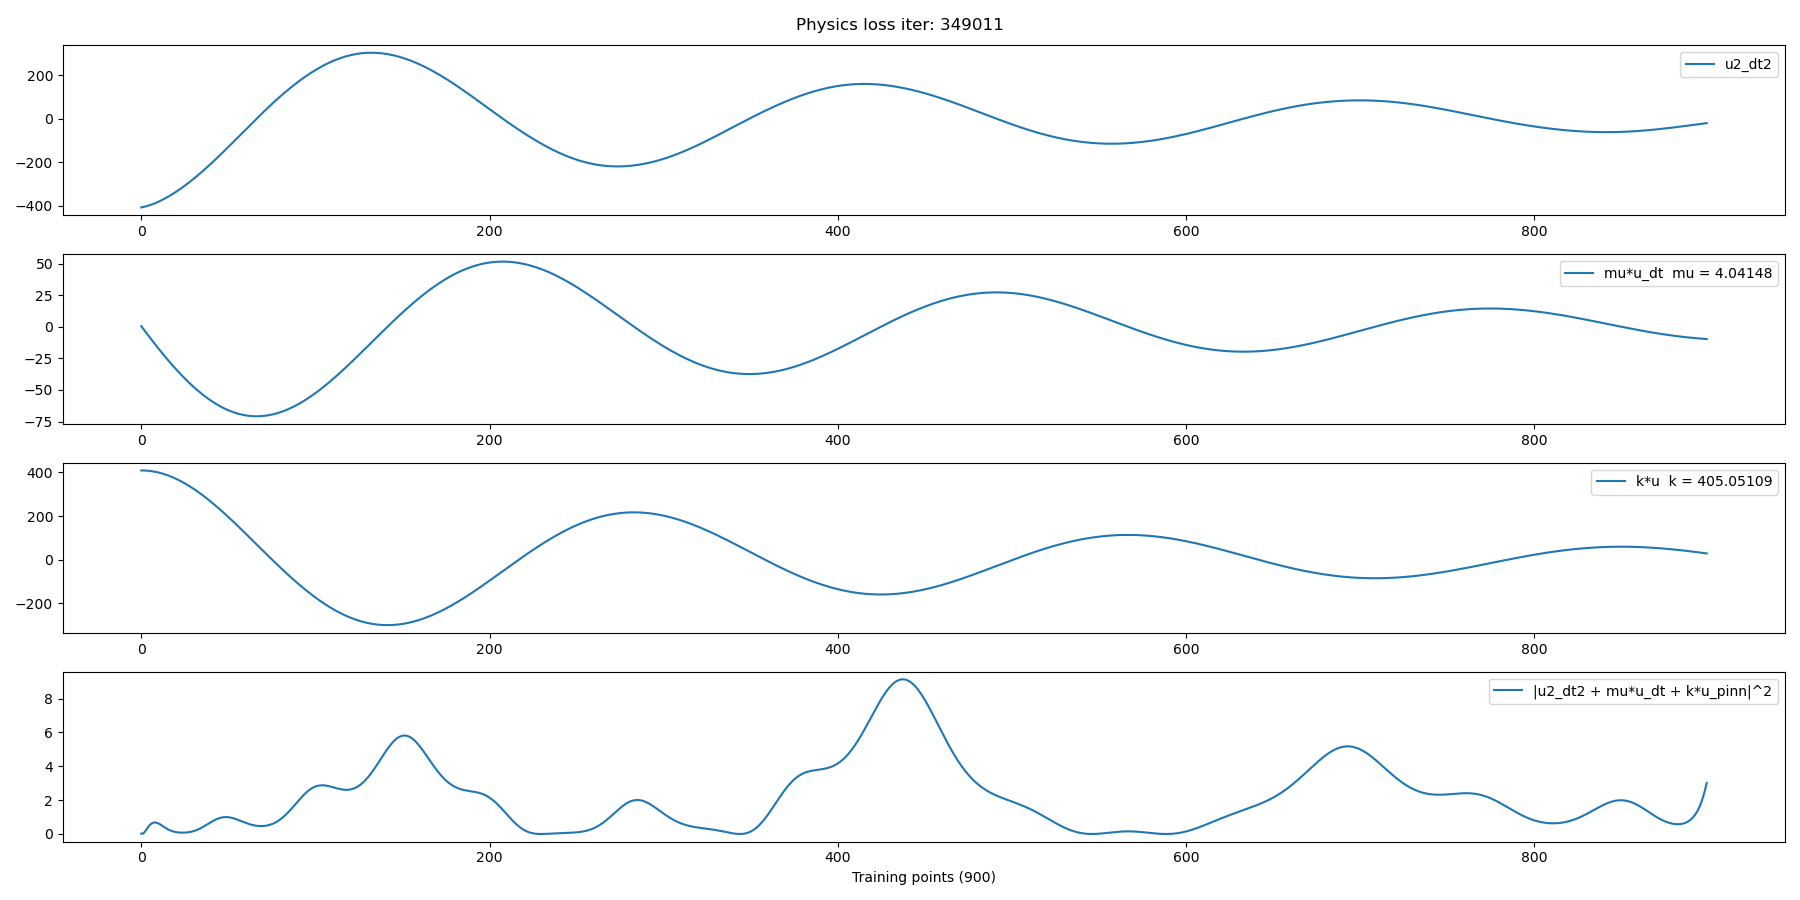 Physics loss iter: 349011
200
0
−200
−400
u2_dt2
0 200 400 600 800
50
25
0
−25
−50
−75
mu*u_dt mu = 4.04148
0 200 400 600 800
400
200
0
−200
k*u k = 405.05109
0 200 400 600 800
8
6
4
2
0
|u2_dt2 + mu*u_dt + k*u_pinn|^2
0 200 400 600 800
Training points (900)